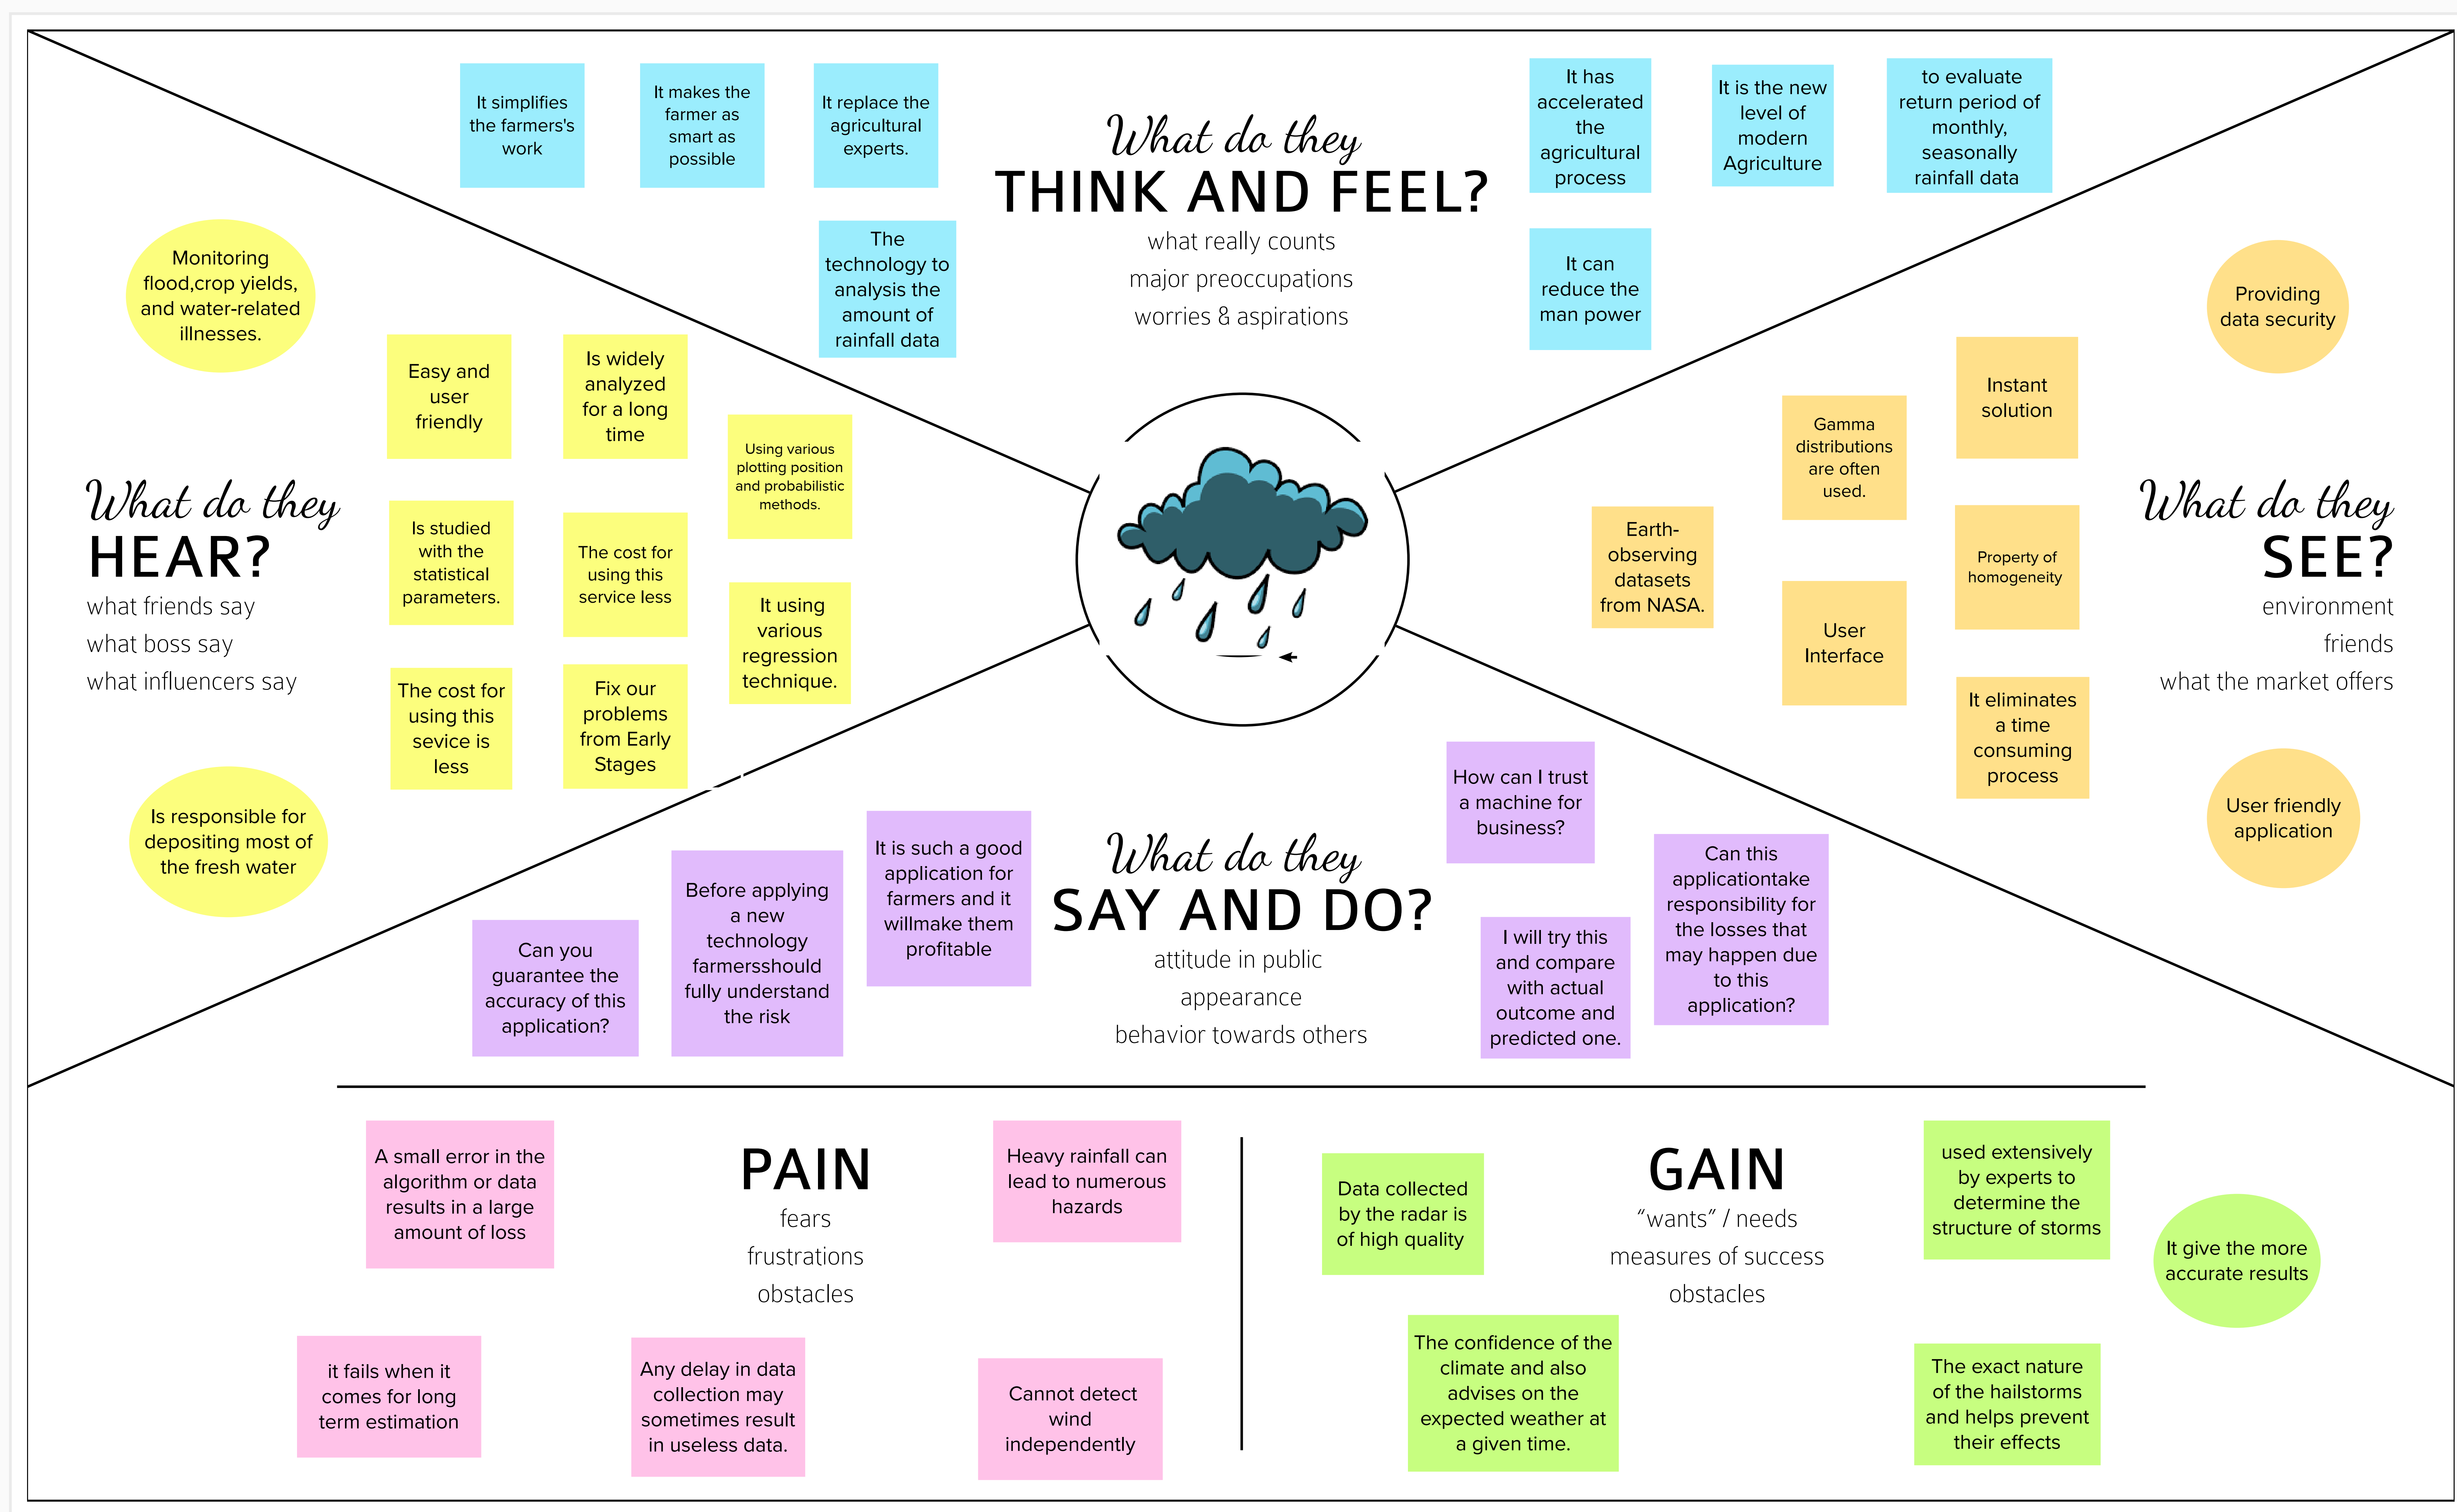 It simplifies
the farmers's
work
It makes the
farmer as
smart as
possible
It replace the
agricultural
experts.
The
technology to
analysis the
amount of
rainfall data
What do they
THINK AND FEEL?
what really counts
major preoccupations
worries & aspirations
It has
accelerated
the
agricultural
process
It is the new
level of
modern
Agriculture
to evaluate
return period of
monthly,
seasonally
rainfall data
It can
reduce the
man power
Monitoring
flood,crop yields,
and water-related
illnesses.
Easy and
user
friendly
Is widely
analyzed
for a long
time
Using various
plotting position
and probabilistic
methods.
What do they
HEAR?
what friends say
what boss say
what influencers say
Is studied
with the
statistical
parameters.
The cost for
using this
service less
It using
various
regression
technique.
The cost for
using this
sevice is
less
Fix our
problems
from Early
Stages
Is responsible for
depositing most of
the fresh water
Providing
data security
Instant
solution
Gamma
distributions
are often
used.
Earth-
observing
datasets
from NASA.
Property of
homogeneity
User
Interface
It eliminates
a time
consuming
process
What do they
SEE?
environment
friends
what the market offers
User friendly
application
Can you
guarantee the
accuracy of this
application?
Before applying
a new
technology
farmersshould
fully understand
the risk
It is such a good
application for
farmers and it
willmake them
profitable
What do they
SAY AND DO?
attitude in public
appearance
behavior towards others
How can I trust
a machine for
business?
I will try this
and compare
with actual
outcome and
predicted one.
Can this
applicationtake
responsibility for
the losses that
may happen due
to this
application?
A small error in the
algorithm or data
results in a large
amount of loss
PAIN
fears
frustrations
obstacles
Heavy rainfall can
lead to numerous
hazards
it fails when it
comes for long
term estimation
Any delay in data
collection may
sometimes result
in useless data.
Cannot detect
wind
independently
Data collected
by the radar is
of high quality
GAIN
“wants” / needs
measures of success
obstacles
used extensively
by experts to
determine the
structure of storms
It give the more
accurate results
The confidence of the
climate and also
advises on the
expected weather at
a given time.
The exact nature
of the hailstorms
and helps prevent
their effects